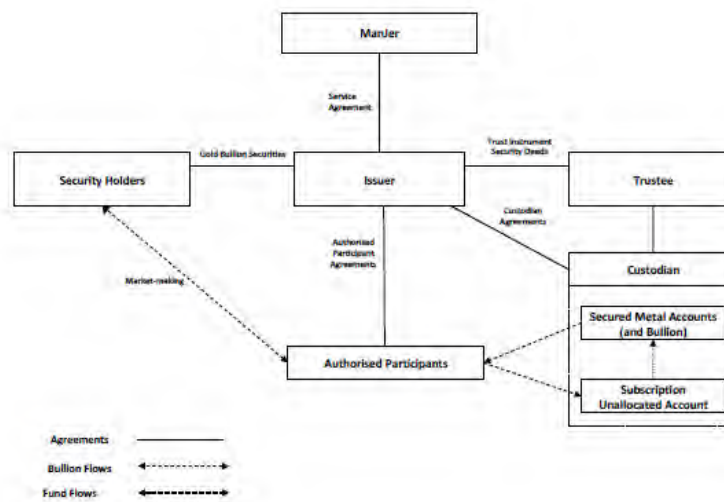 ManJer
Service
Agreement
Gold Bullion Securities
Trust Instrument
Security Deeds
Security Holders
Issuer
Trustee
Custodian
Agreements
Authorised
Participant
Agreements
Custodian
Market-making
Secured Metal Accounts
(and Bullion)
Authorised Participants
Subscription
Unallocated Account
Agreements
Bullion Flows
Fund Flows